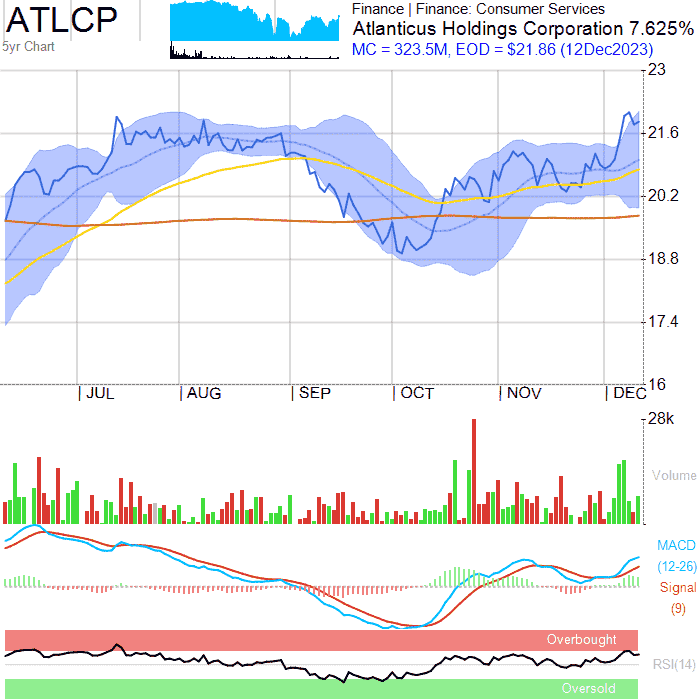 ATLCP
5yr Chart
Finance | Finance: Consumer Services
Atlanticus Holdings Corporation 7.625%
MC = 323.5M, EOD = $21.86 (12Dec2023)
23
21.6
20.2
18.8
17.4
16
| JUL | AUG | SEP | OCT | NOV | DEC
28k
Volume
MACD
(12-26)
Signal
(9)
Overbought
RSI(14)
Oversold